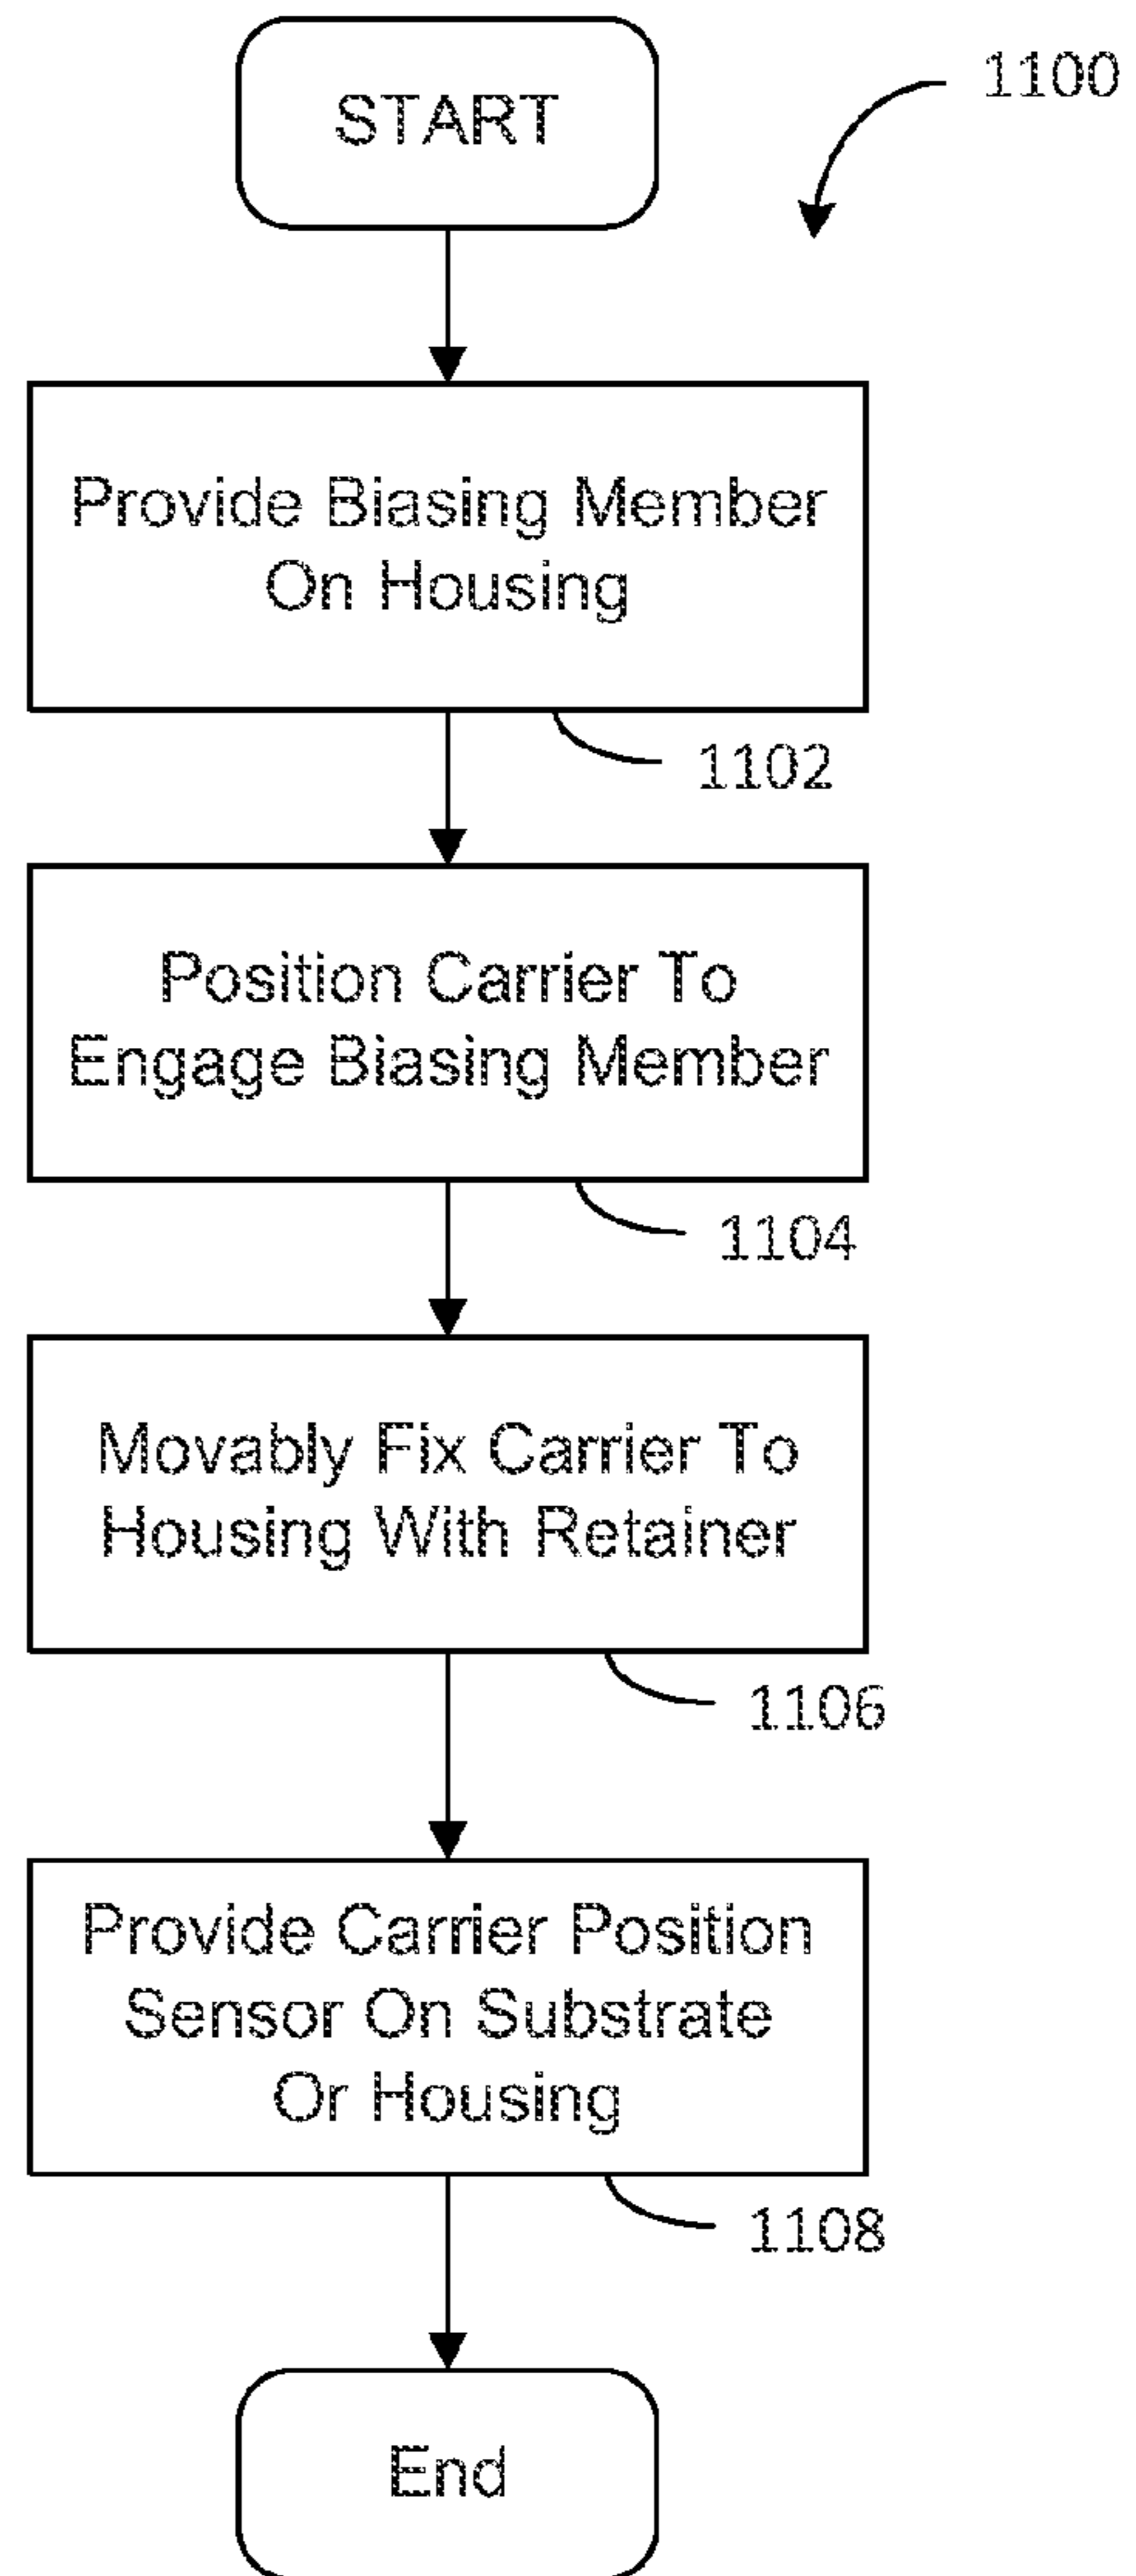 START
1100
Provide Biasing Member
On Housing
1102
Position Carrier To
Engage Biasing Member
1104
Movably Fix Carrier To
Housing With Retainer
1106
Provide Carrier Position
Sensor On Substrate
Or Housing
1108
End